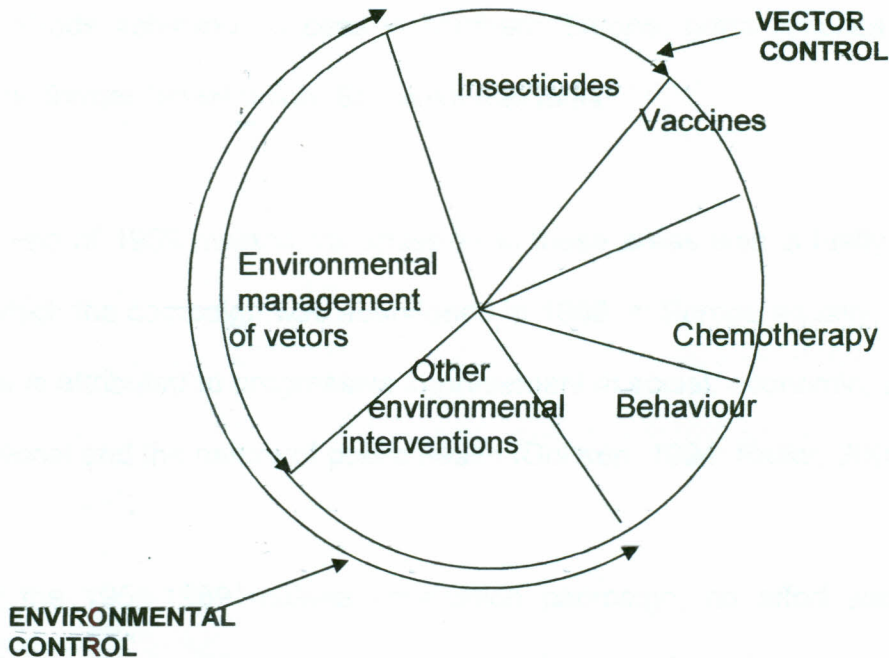 VECTOR
CONTROL
Insecticides
Vaccines
Environmental
management
of vetors
Chemotherapy
Other
environmental
interventions
Behaviour
ENVIRONMENTAL
CONTROL